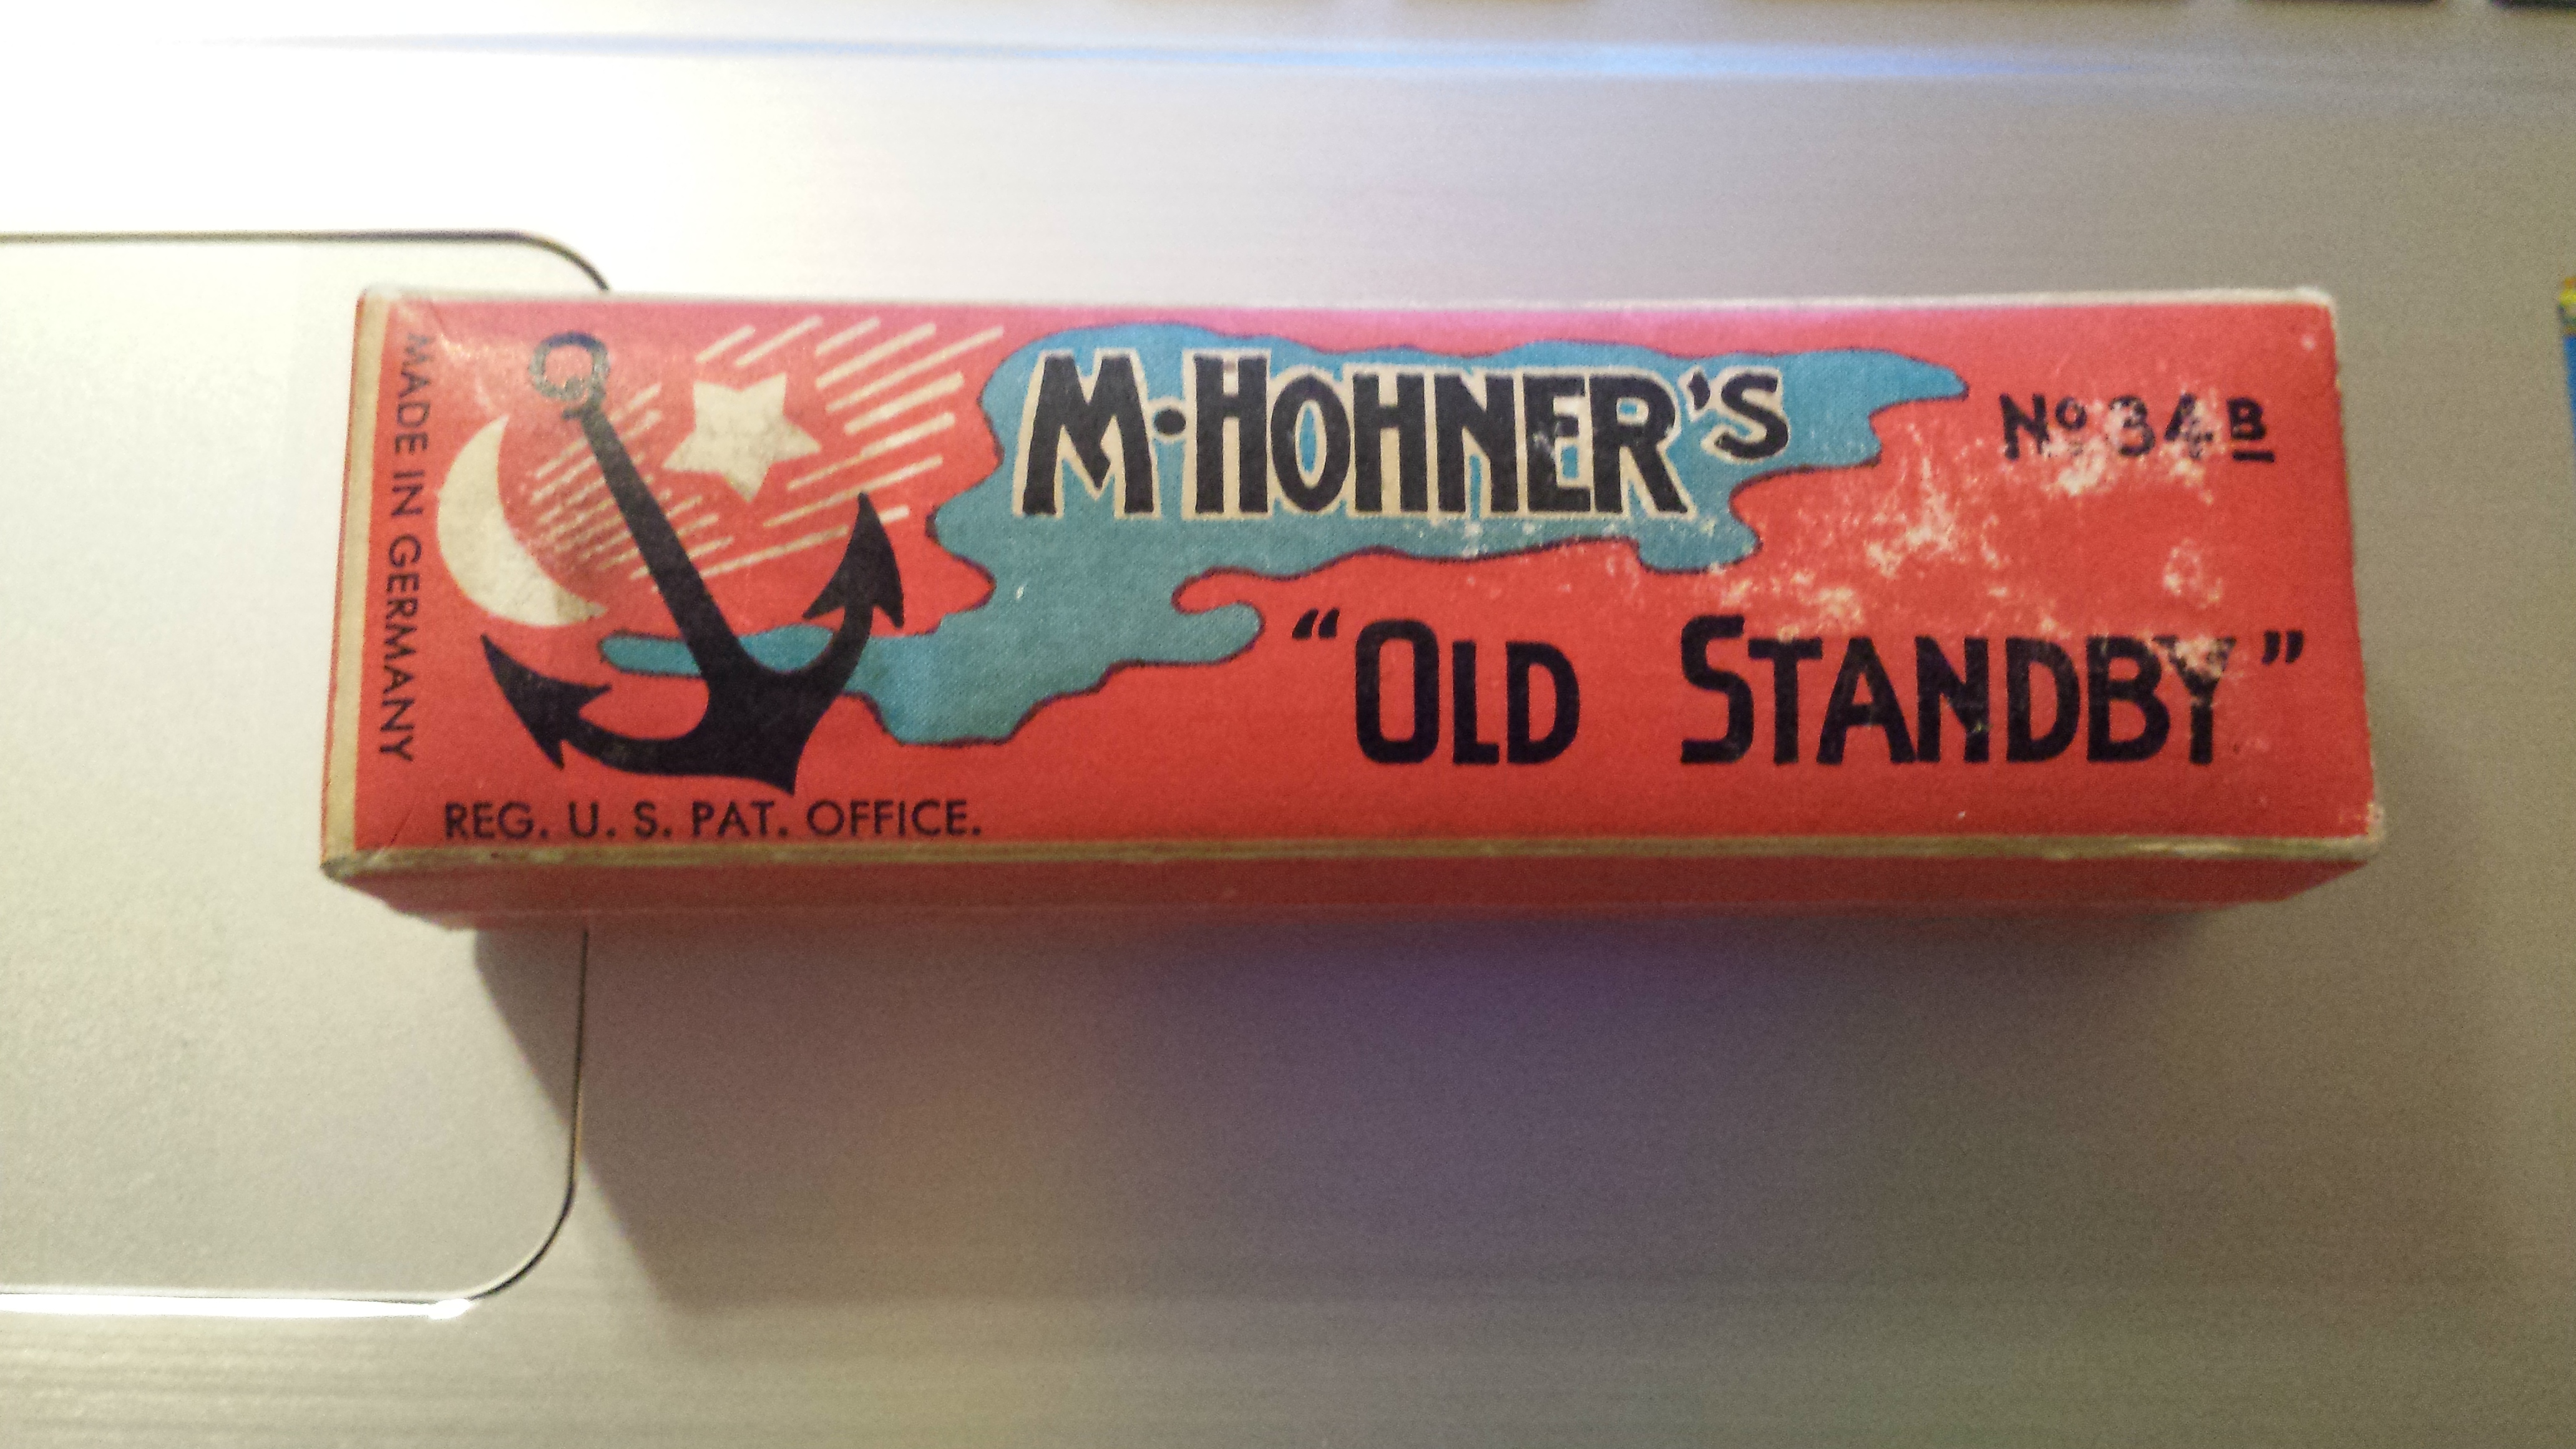 M·HOHNER'S
No 34B
"OLD STANDBY"
MADE IN GERMANY
REG. U. S. PAT. OFFICE.